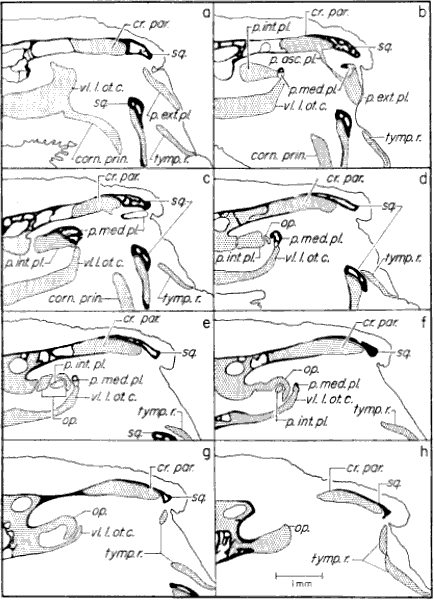 a
cr. par.
sq.
vl. l. ot. c.
sq.
p. ext. pl.
corn. prin.
tymp. r.
b
p. int. pl.
cr. par.
p. asc. pl.
sq.
p. med. pl.
vl. l. ot. c.
p. ext. pl.
corn. prin.
tymp. r.
c
cr. par.
sq.
p. med. pl.
p. int. pl.
vl. l. ot. c.
corn. prin.
tymp. r.
d
cr. par.
op.
sq.
p. med. pl.
p. int. pl.
vl. l. ot. c.
tymp. r.
e
cr. par.
p. int. pl.
sq.
p. med. pl.
vl. l. ot. c.
op.
tymp. r.
sq.
f
cr. par.
sq.
op.
p. med. pl.
vl. l. ot. c.
tymp. r.
p. int. pl.
g
cr. par.
sq.
op.
vl. l. ot. c.
tymp. r.
h
cr. par.
sq.
op.
tymp. r.
1 mm